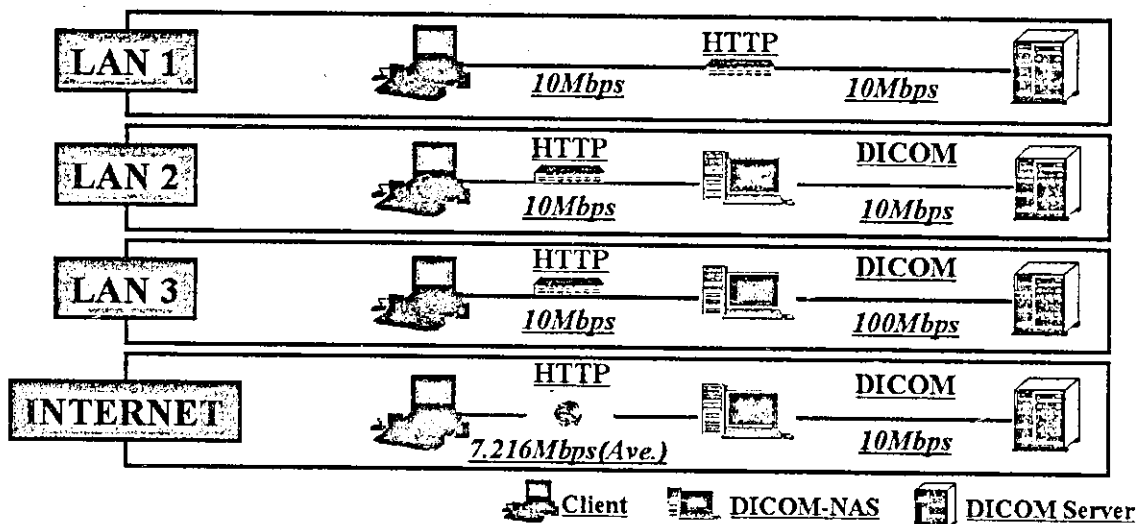 LAN 1
HTTP
10Mbps
10Mbps
LAN 2
HTTP
DICOM
10Mbps
10Mbps
LAN 3
HTTP
DICOM
10Mbps
100Mbps
INTERNET
HTTP
DICOM
7.216Mbps(Ave.)
10Mbps
Client
DICOM-NAS
DICOM Server